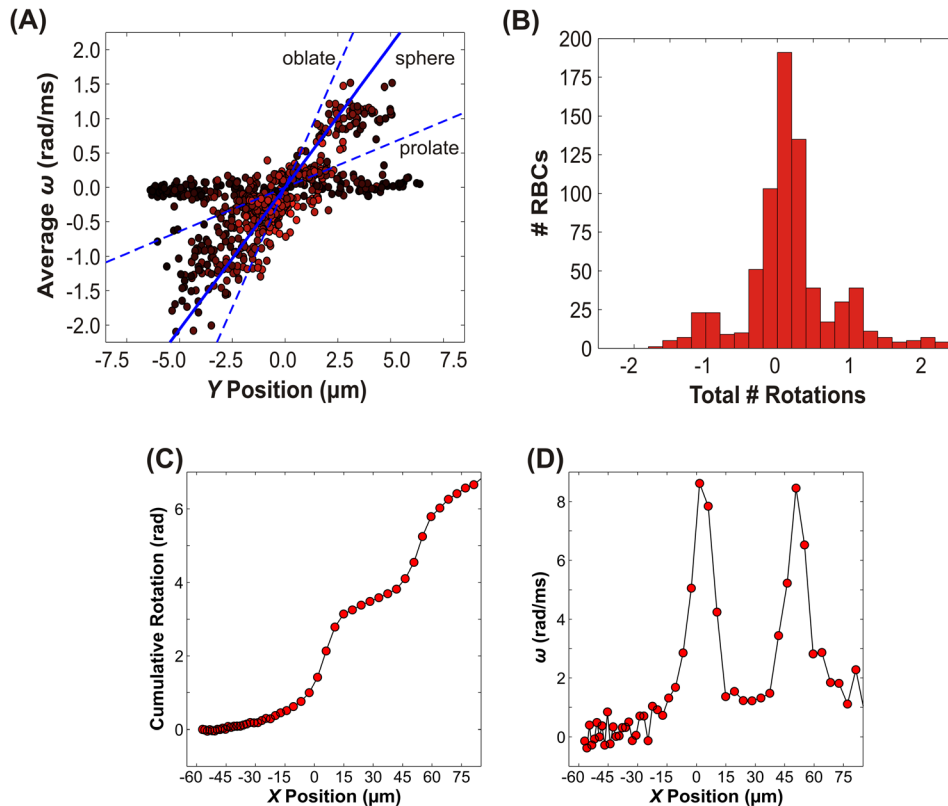 (A)
Average ω (rad/ms)
2.0
1.5
1.0
0.5
0.0
-0.5
-1.0
-1.5
-2.0
oblate
sphere
prolate
-7.5 -5.0 -2.5 0.0 2.5 5.0 7.5
Y Position (µm)
(B)
# RBCs
200
175
150
125
100
75
50
25
0
-2 -1 0 1 2
Total # Rotations
(C)
Cumulative Rotation (rad)
6
4
2
0
-60 -45 -30 -15 0 15 30 45 60 75
X Position (µm)
(D)
ω (rad/ms)
8
6
4
2
0
-60 -45 -30 -15 0 15 30 45 60 75
X Position (µm)